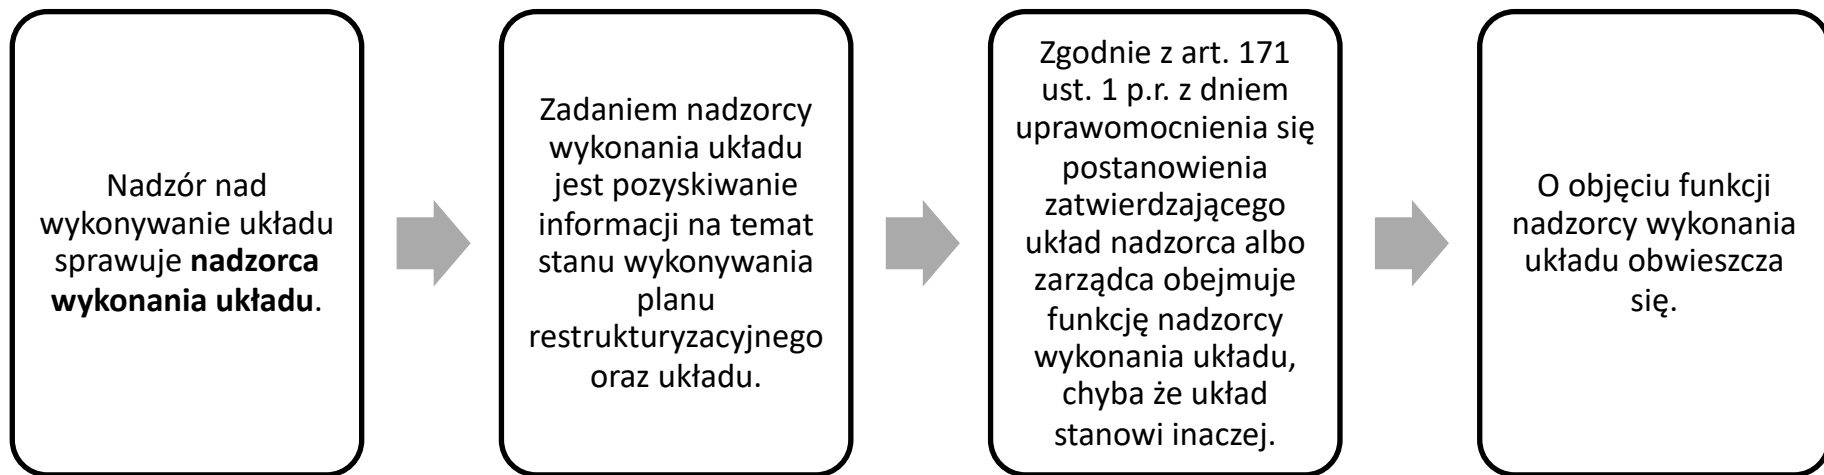 Nadzór nad
wykonywanie układu
sprawuje nadzorca
wykonania układu.
Zadaniem nadzorcy
wykonania układu
jest pozyskiwanie
informacji na temat
stanu wykonywania
planu
restrukturyzacyjnego
oraz układu.
Zgodnie z art. 171
ust. 1 p.r. z dniem
uprawomocnienia się
postanowienia
zatwierdzającego
układ nadzorca albo
zarządca obejmuje
funkcję nadzorcy
wykonania układu,
chyba że układ
stanowi inaczej.
O objęciu funkcji
nadzorcy wykonania
układu obwieszcza
się.